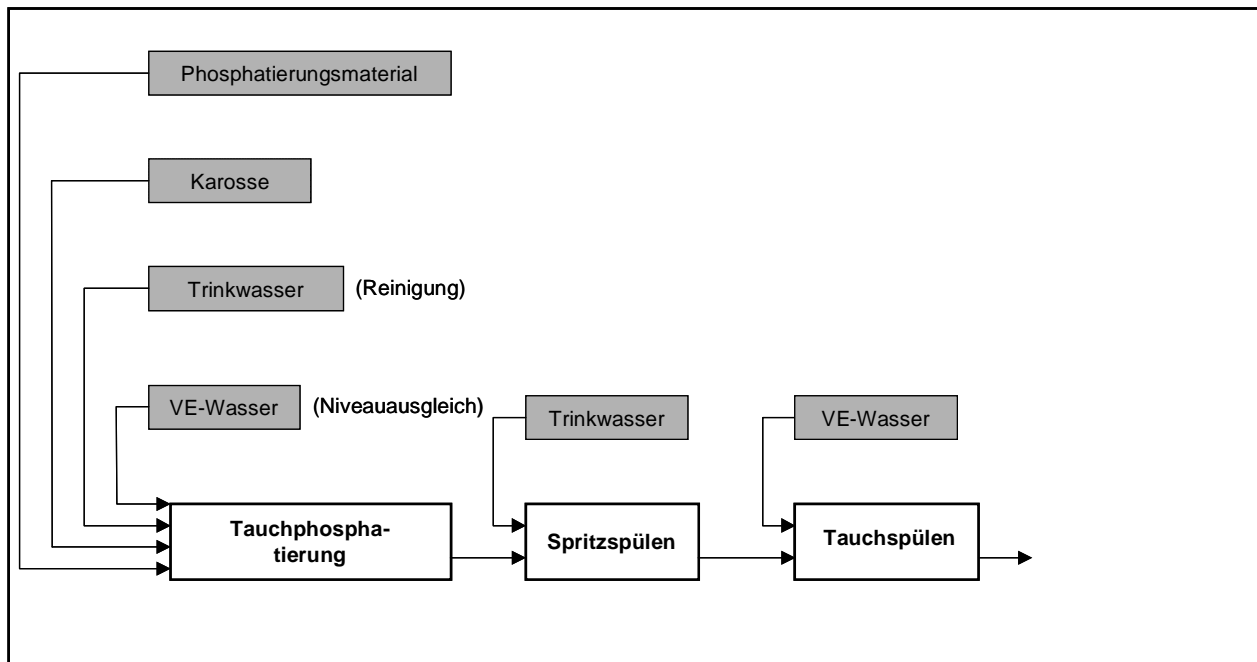 Phosphatierungsmaterial
Karosse
Trinkwasser (Reinigung)
VE-Wasser (Niveauausgleich)
Trinkwasser
VE-Wasser
Tauchphospha-
tierung
Spritzspülen
Tauchspülen